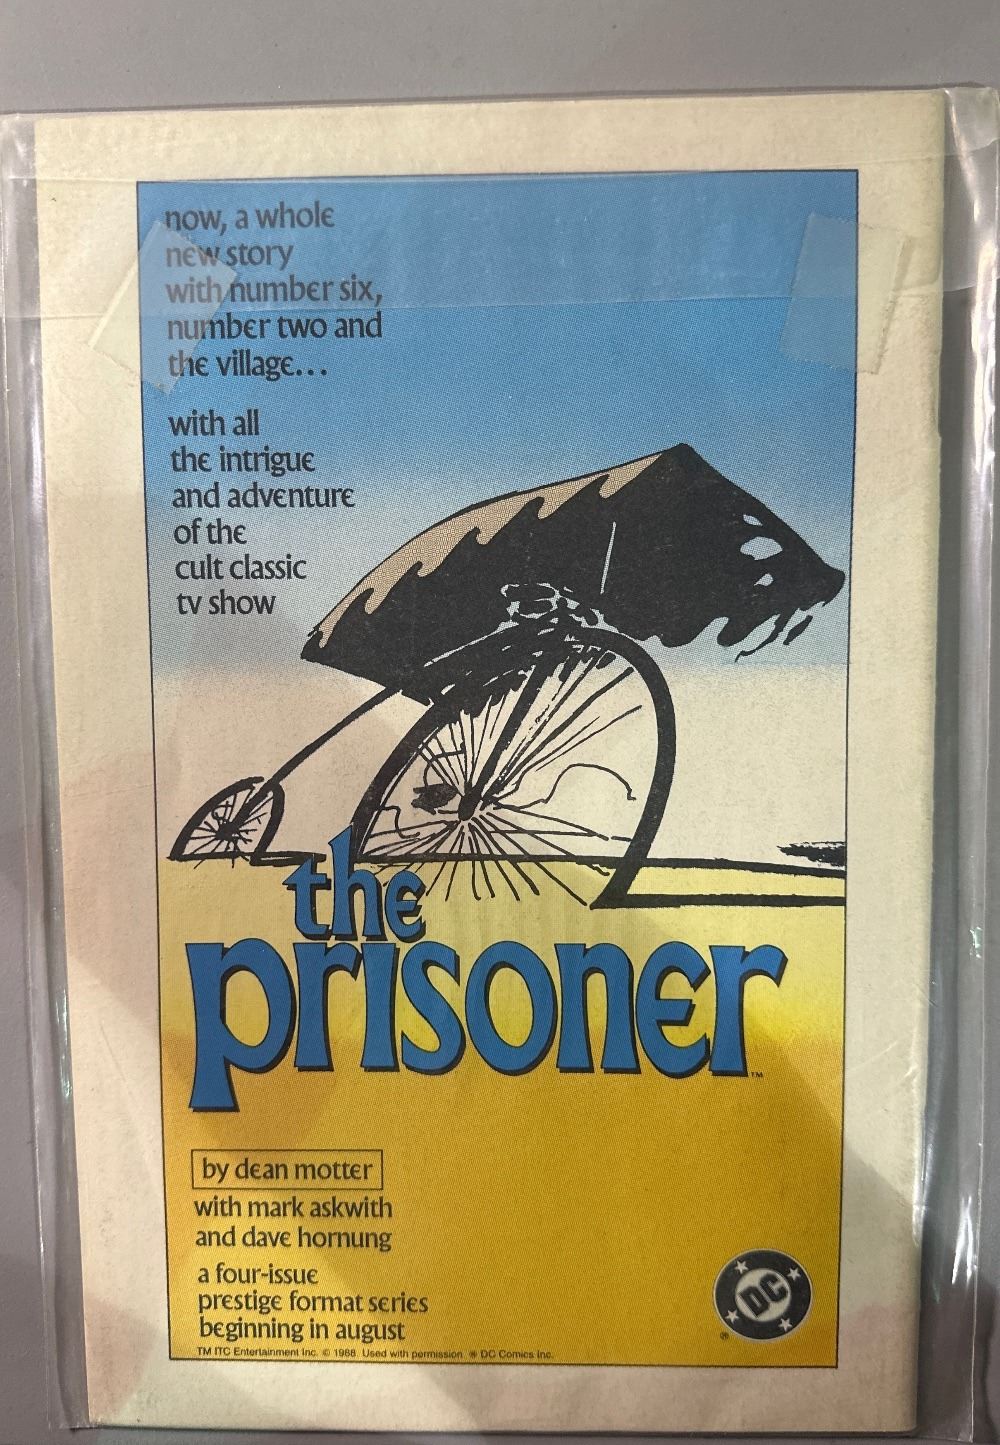 now, a whole
new story
with number six,
number two and
the village...
with all
the intrigue
and adventure
of the
cult classic
tv show
the
prisoner
TM
by dean motter
with mark askwith
and dave hornung
a four-issue
prestige format series
beginning in august
DC
®
TM ITC Entertainment Inc. © 1988. Used with permission. ® DC Comics Inc.